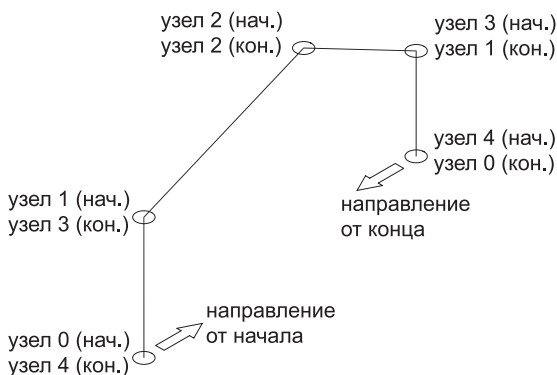 узел 2 (нач.)
узел 2 (кон.)
узел 3 (нач.)
узел 1 (кон.)
узел 4 (нач.)
узел 0 (кон.)
направление
от конца
узел 1 (нач.)
узел 3 (кон.)
направление
от начала
узел 0 (нач.)
узел 4 (кон.)